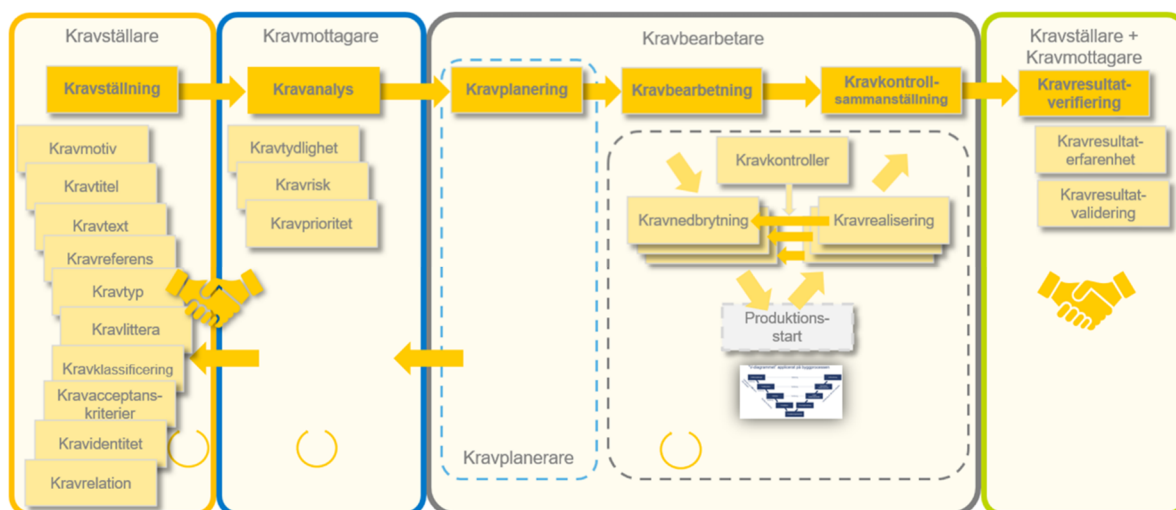 Kravställare
Kravställning
Kravmotiv
Kravtitel
Kravtext
Kravreferens
Kravtyp
Kravlittera
Kravklassificering
Kravacceptans-
kriterier
Kravidentitet
Kravrelation
Kravmottagare
Kravanalys
Kravtydlighet
Kravrisk
Kravprioritet
Kravbearbetare
Kravplanering
Kravplanerare
Kravbearbetning
Kravkontroll-
sammanställning
Kravkontroller
Kravnedbrytning
Kravrealisering
Produktions-
start
Kravställare +
Kravmottagare
Kravresultat-
verifiering
Kravresultat-
erfarenhet
Kravresultat-
validering